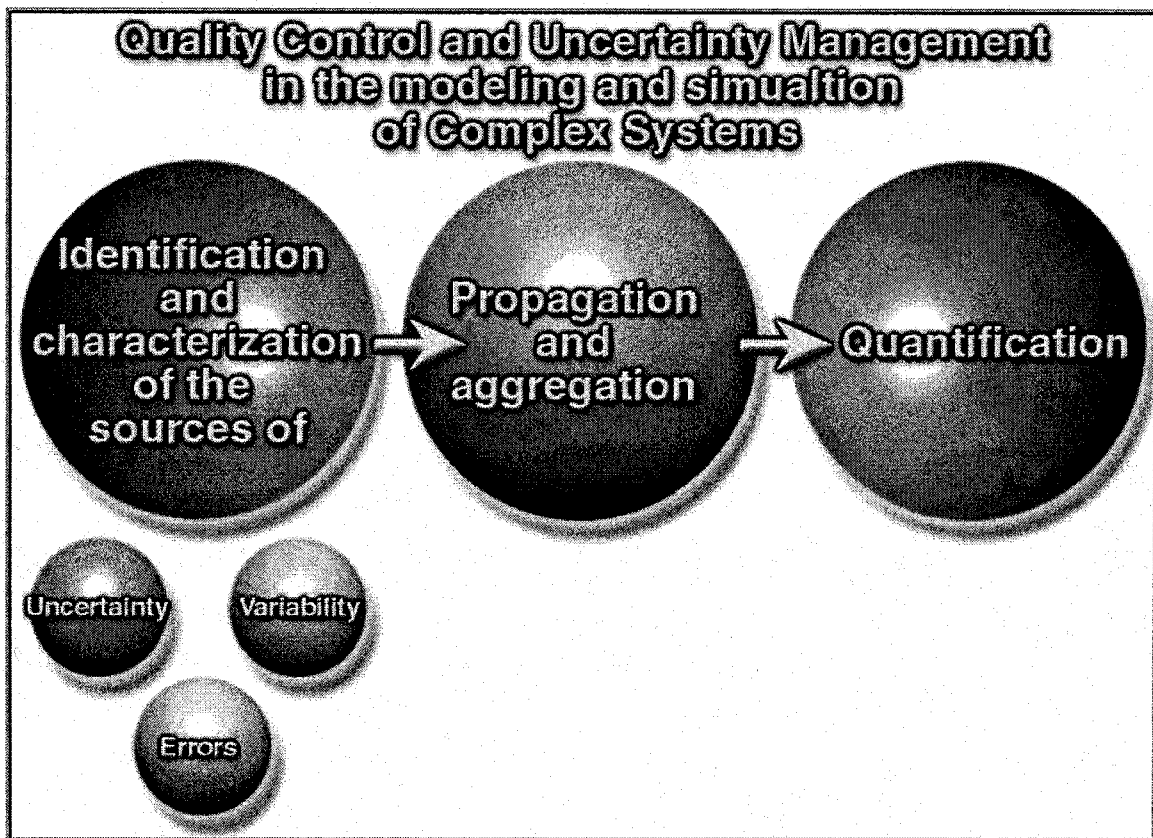 Quality Control and Uncertainty Management
in the modeling and simualtion
of Complex Systems
Identification
and
characterization
of the
sources of
Propagation
and
aggregation
Quantification
Uncertainty
Variability
Errors